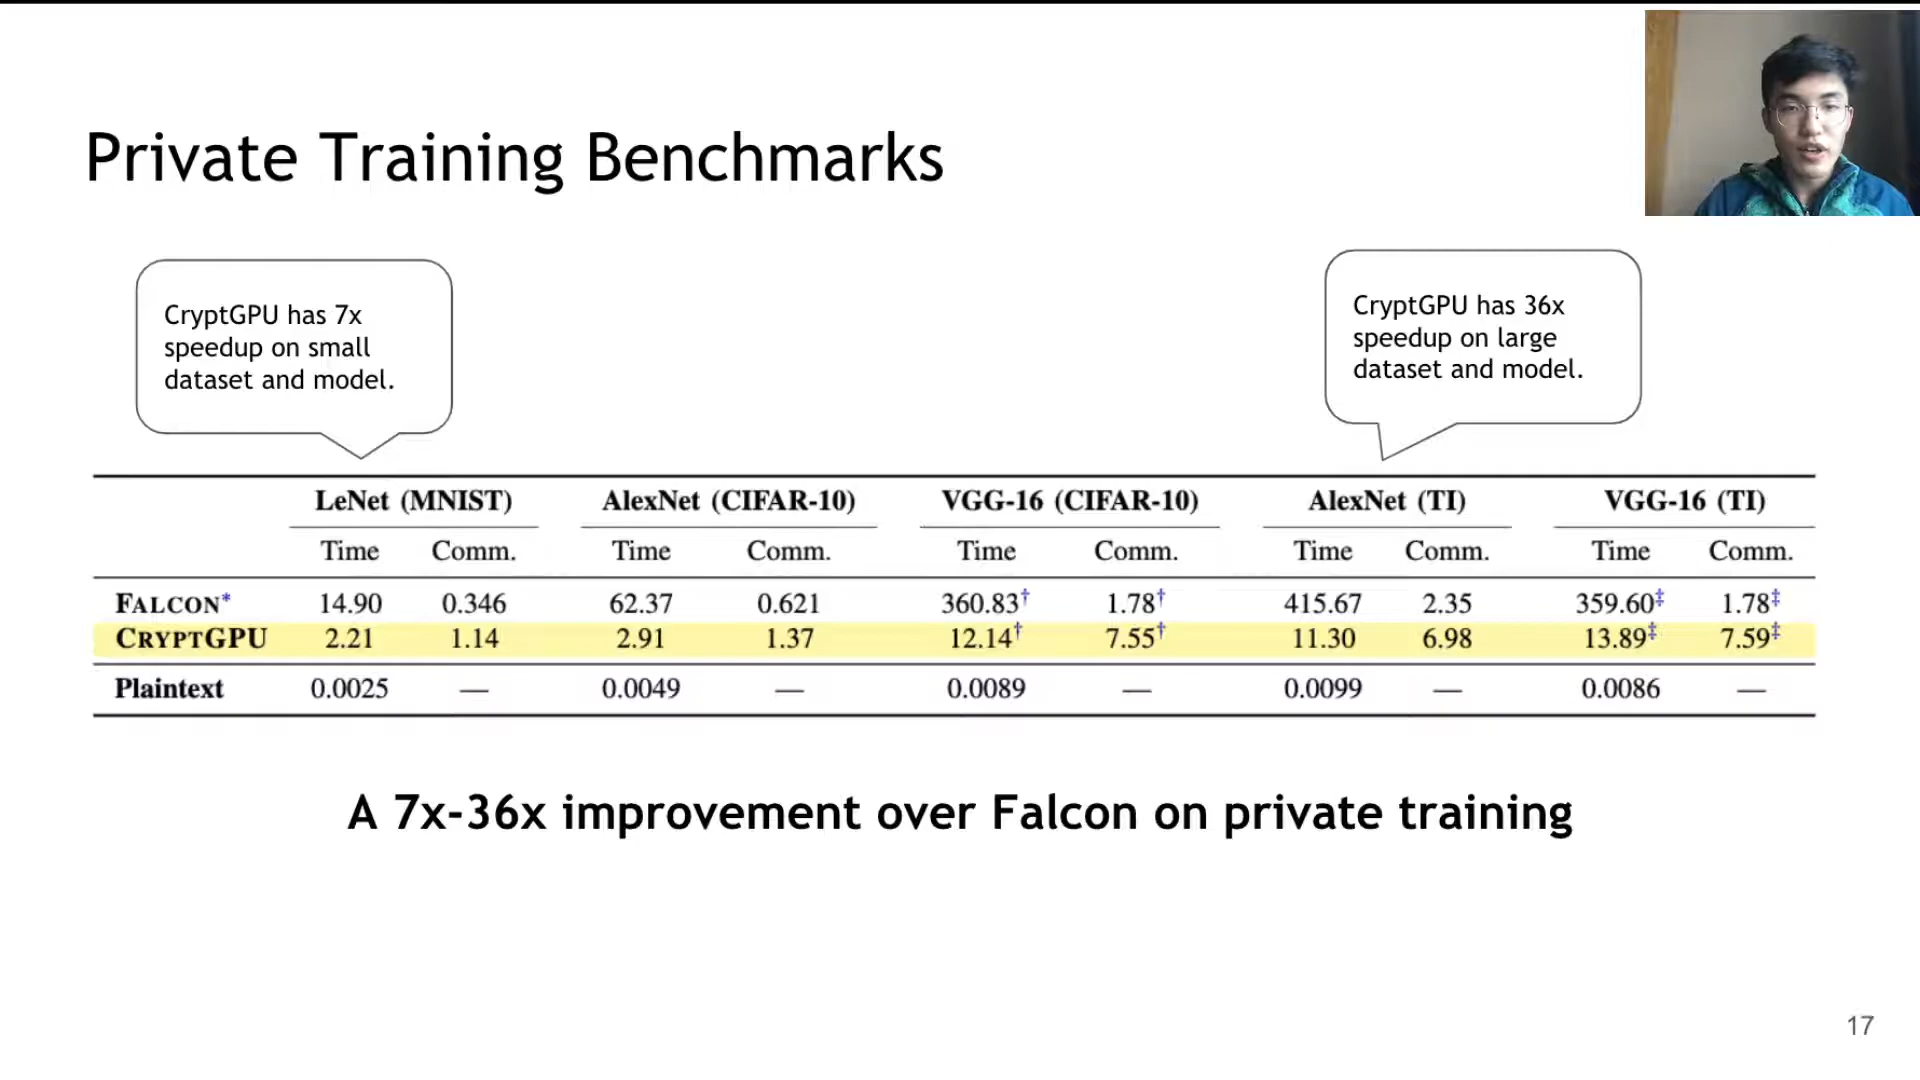 Private Training Benchmarks
CryptGPU has 7x
speedup on small
dataset and model.
CryptGPU has 36x
speedup on large
dataset and model.
LeNet (MNIST) AlexNet (CIFAR-10) VGG-16 (CIFAR-10) AlexNet (TI) VGG-16 (TI)
Time Comm. Time Comm. Time Comm. Time Comm. Time Comm.
FALCON* 14.90 0.346 62.37 0.621 360.83† 1.78† 415.67 2.35 359.60‡ 1.78‡
CRYPTGPU 2.21 1.14 2.91 1.37 12.14† 7.55† 11.30 6.98 13.89‡ 7.59‡
Plaintext 0.0025 — 0.0049 — 0.0089 — 0.0099 — 0.0086 —
A 7x-36x improvement over Falcon on private training
17